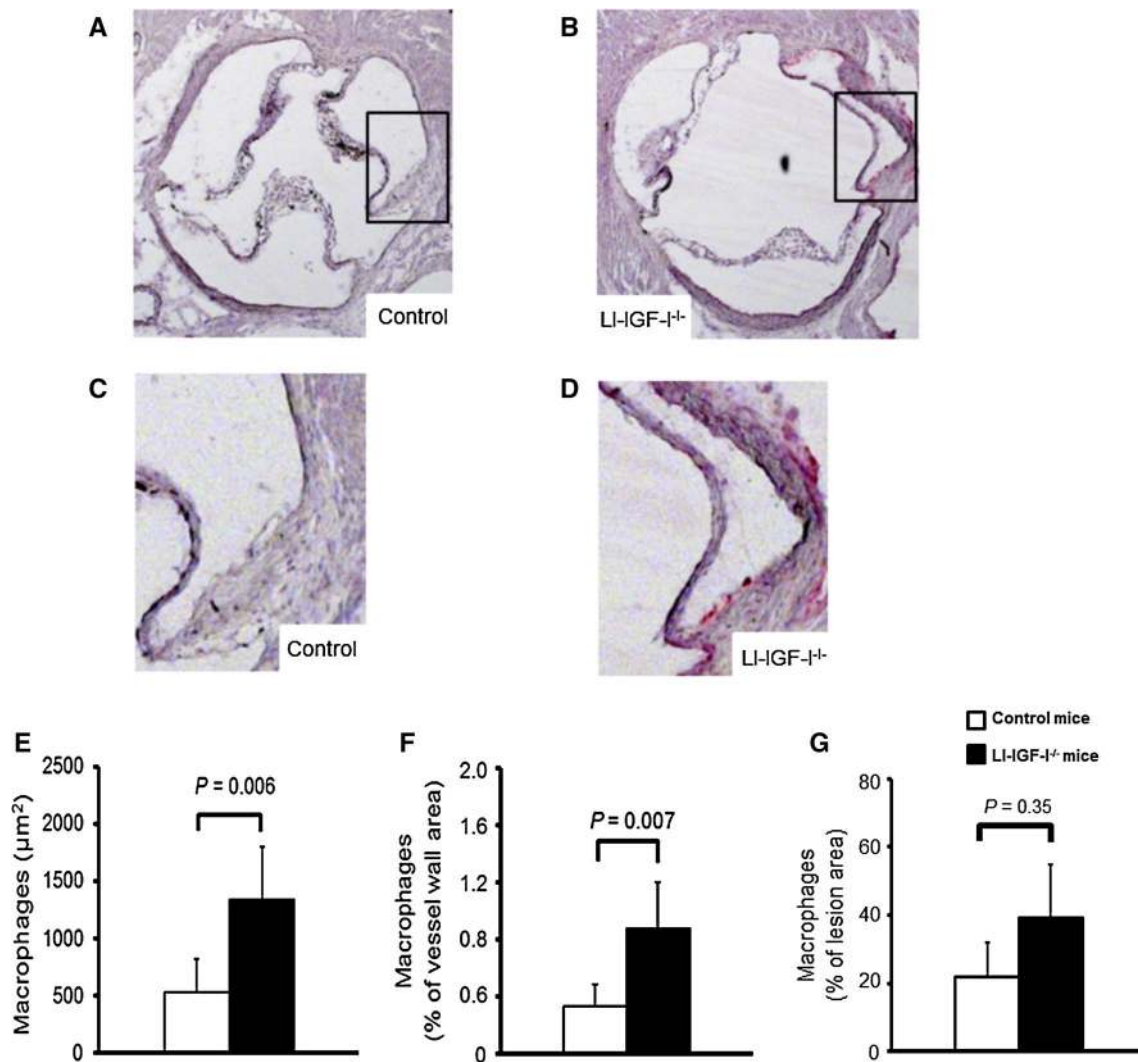 A
B
Control
LI-IGF-I-/-
C
D
Control
LI-IGF-I-/-
E
Macrophages (µm²)
2500
2000
1500
1000
500
0
P = 0.006
F
Macrophages
(% of vessel wall area)
2.0
1.6
1.2
0.8
0.6
0
P = 0.007
Control mice
LI-IGF-I-/- mice
G
Macrophages
(% of lesion area)
80
60
40
20
0
P = 0.35